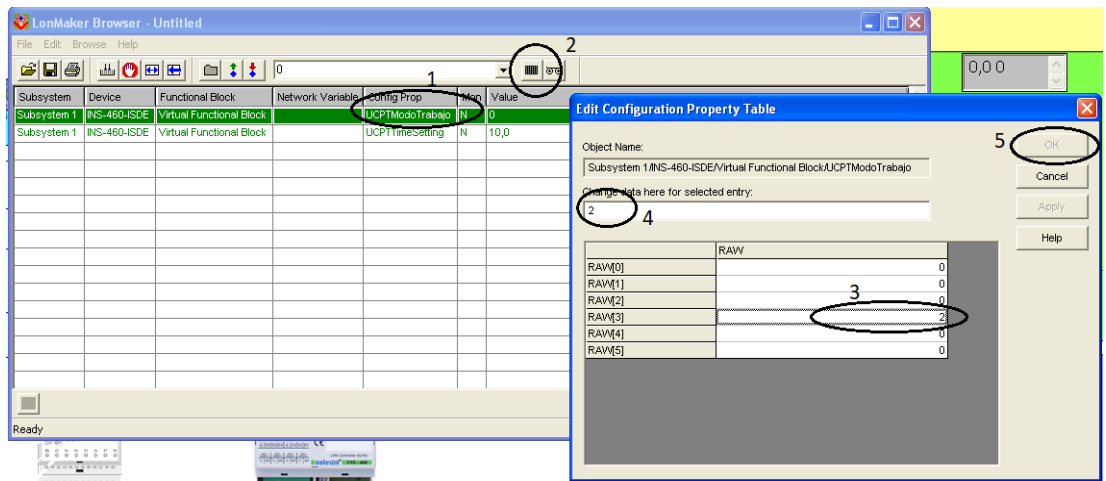 LonMaker Browser - Untitled
File Edit Browse Help
2
0
1
0,0 0
Subsystem Device Functional Block Network Variable Config Prop Mon Value
Subsystem 1 INS-460-ISDE Virtual Functional Block UCPTModoTrabajo N 0
Subsystem 1 INS-460-ISDE Virtual Functional Block UCPTTimeSetting N 10,0
Edit Configuration Property Table
Object Name:
5
OK
Subsystem 1/INS-460-ISDE/Virtual Functional Block/UCPTModoTrabajo
Cancel
Change data here for selected entry:
2
4
Apply
Help
RAW
RAW[0] 0
RAW[1] 0
RAW[2] 0
3
RAW[3] 2
RAW[4] 0
RAW[5] 0
Ready